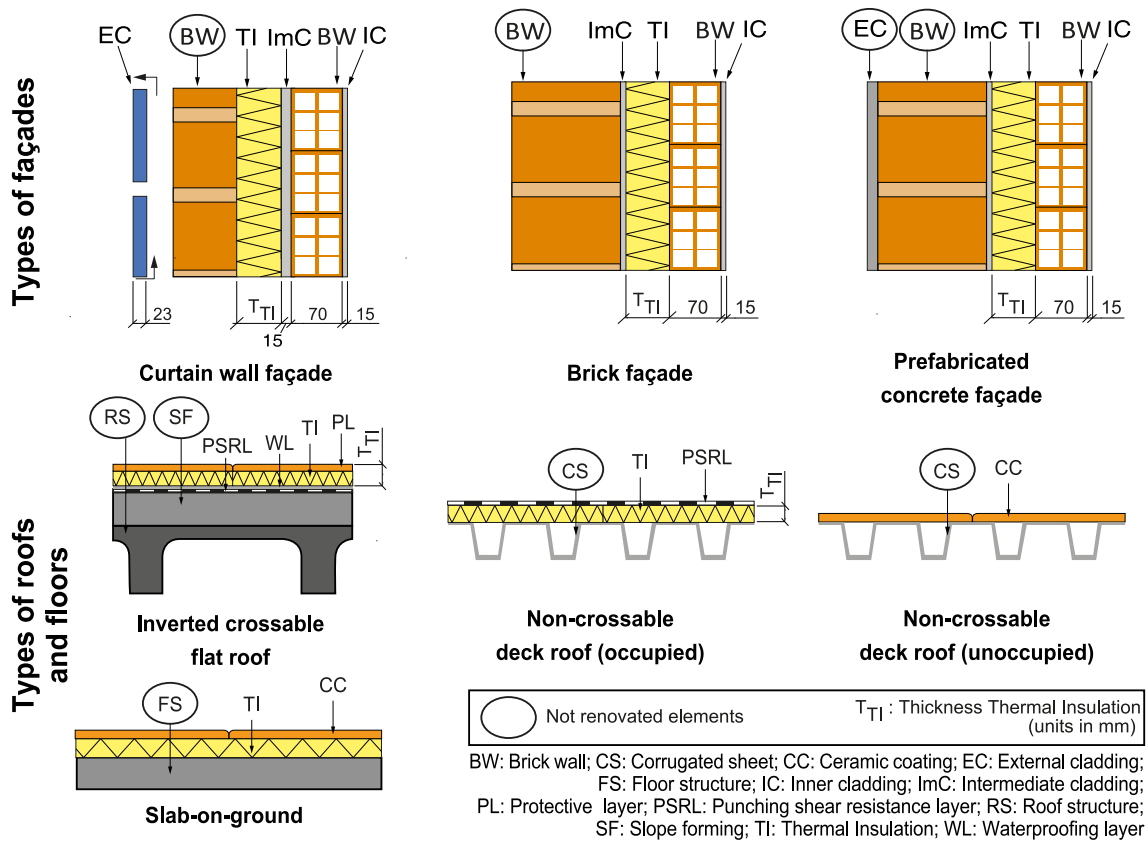 Types of façades
EC BW TI ImC BW IC
23 TTI 15 70 15
Curtain wall façade
BW ImC TI BW IC
TTI 70 15
Brick façade
EC BW ImC TI BW IC
TTI 70 15
Prefabricated
concrete façade
Types of roofs
and floors
RS SF PSRL WL TI PL TTI
Inverted crossable
flat roof
CS TI PSRL TTI
Non-crossable
deck roof (occupied)
CS CC
Non-crossable
deck roof (unoccupied)
FS TI CC
Slab-on-ground
Not renovated elements
TTI : Thickness Thermal Insulation
(units in mm)
BW: Brick wall; CS: Corrugated sheet; CC: Ceramic coating; EC: External cladding;
FS: Floor structure; IC: Inner cladding; ImC: Intermediate cladding;
PL: Protective layer; PSRL: Punching shear resistance layer; RS: Roof structure;
SF: Slope forming; TI: Thermal Insulation; WL: Waterproofing layer